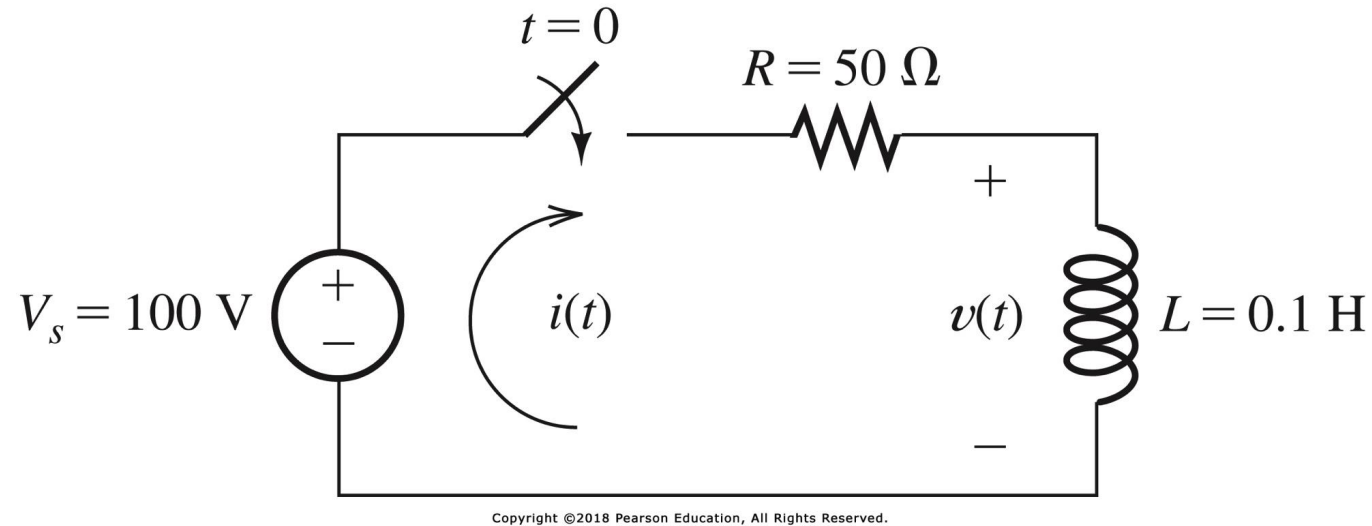 t = 0
R = 50 Ω
+
+
−
V_s = 100 V
i(t)
v(t)
L = 0.1 H
−
Copyright ©2018 Pearson Education, All Rights Reserved.